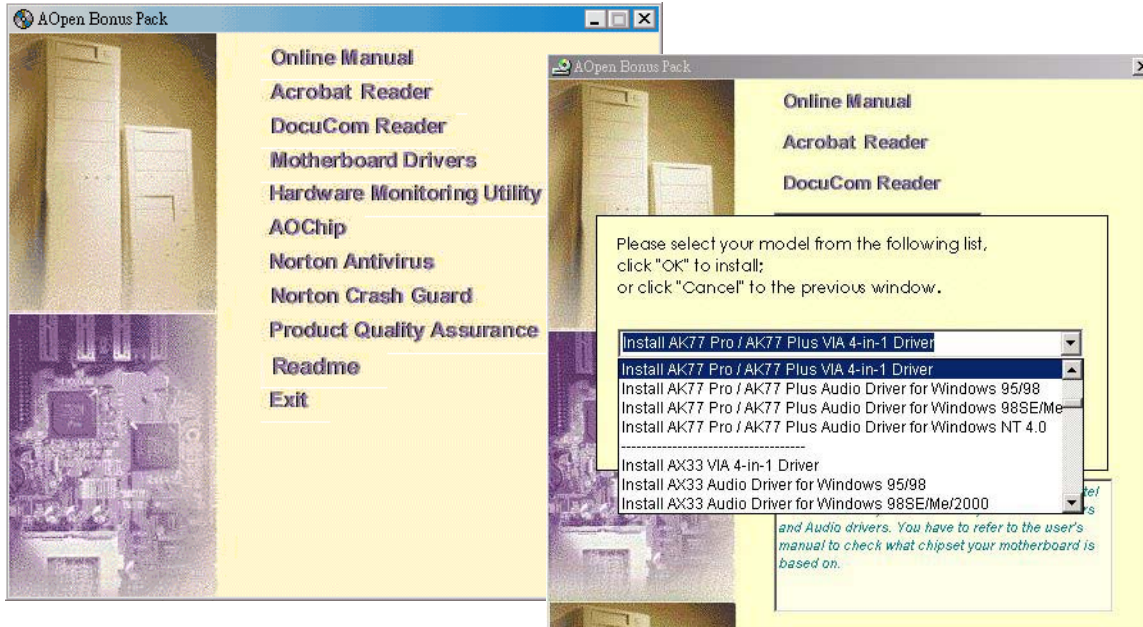 AOpen Bonus Pack
Online Manual
Acrobat Reader
DocuCom Reader
Motherboard Drivers
Hardware Monitoring Utility
AOChip
Norton Antivirus
Norton Crash Guard
Product Quality Assurance
Readme
Exit
AOpen Bonus Pack
Online Manual
Acrobat Reader
DocuCom Reader
Please select your model from the following list,
click "OK" to install;
or click "Cancel" to the previous window.
Install AK77 Pro / AK77 Plus VIA 4-in-1 Driver
Install AK77 Pro / AK77 Plus VIA 4-in-1 Driver
Install AK77 Pro / AK77 Plus Audio Driver for Windows 95/98
Install AK77 Pro / AK77 Plus Audio Driver for Windows 98SE/Me
Install AK77 Pro / AK77 Plus Audio Driver for Windows NT 4.0
-----------------------------------
Install AX33 VIA 4-in-1 Driver
Install AX33 Audio Driver for Windows 95/98
Install AX33 Audio Driver for Windows 98SE/Me/2000
and Audio drivers. You have to refer to the user's
manual to check what chipset your motherboard is
based on.